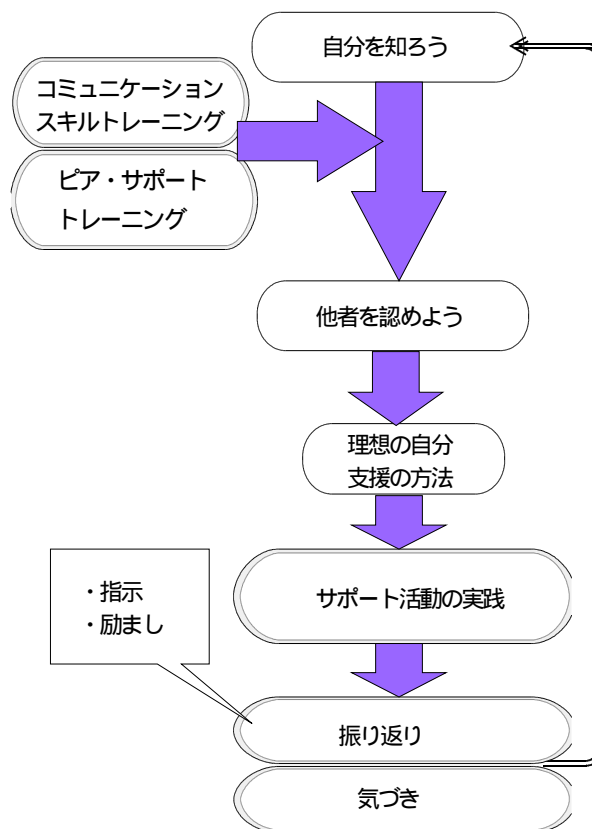 自分を知ろう
コミュニケーション
スキルトレーニング
ピア・サポート
トレーニング
他者を認めよう
理想の自分
支援の方法
サポート活動の実践
・指示
・励まし
振り返り
気づき